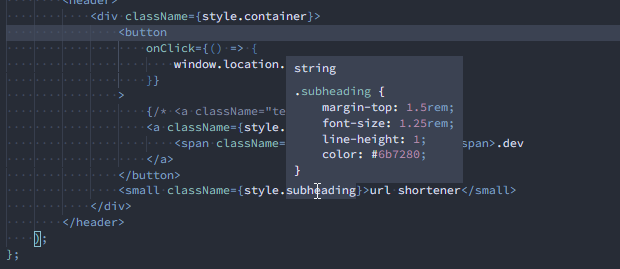 <header>
<div className={style.container}>
<button
onClick={() => {
window.location.
}}
>
{/* <a className="te
<a className={style.
<span className= span>.dev
</a>
</button>
<small className={style.subheading}>url shortener</small>
</div>
</header>
);
};
string
.subheading {
margin-top: 1.5rem;
font-size: 1.25rem;
line-height: 1;
color: #6b7280;
}